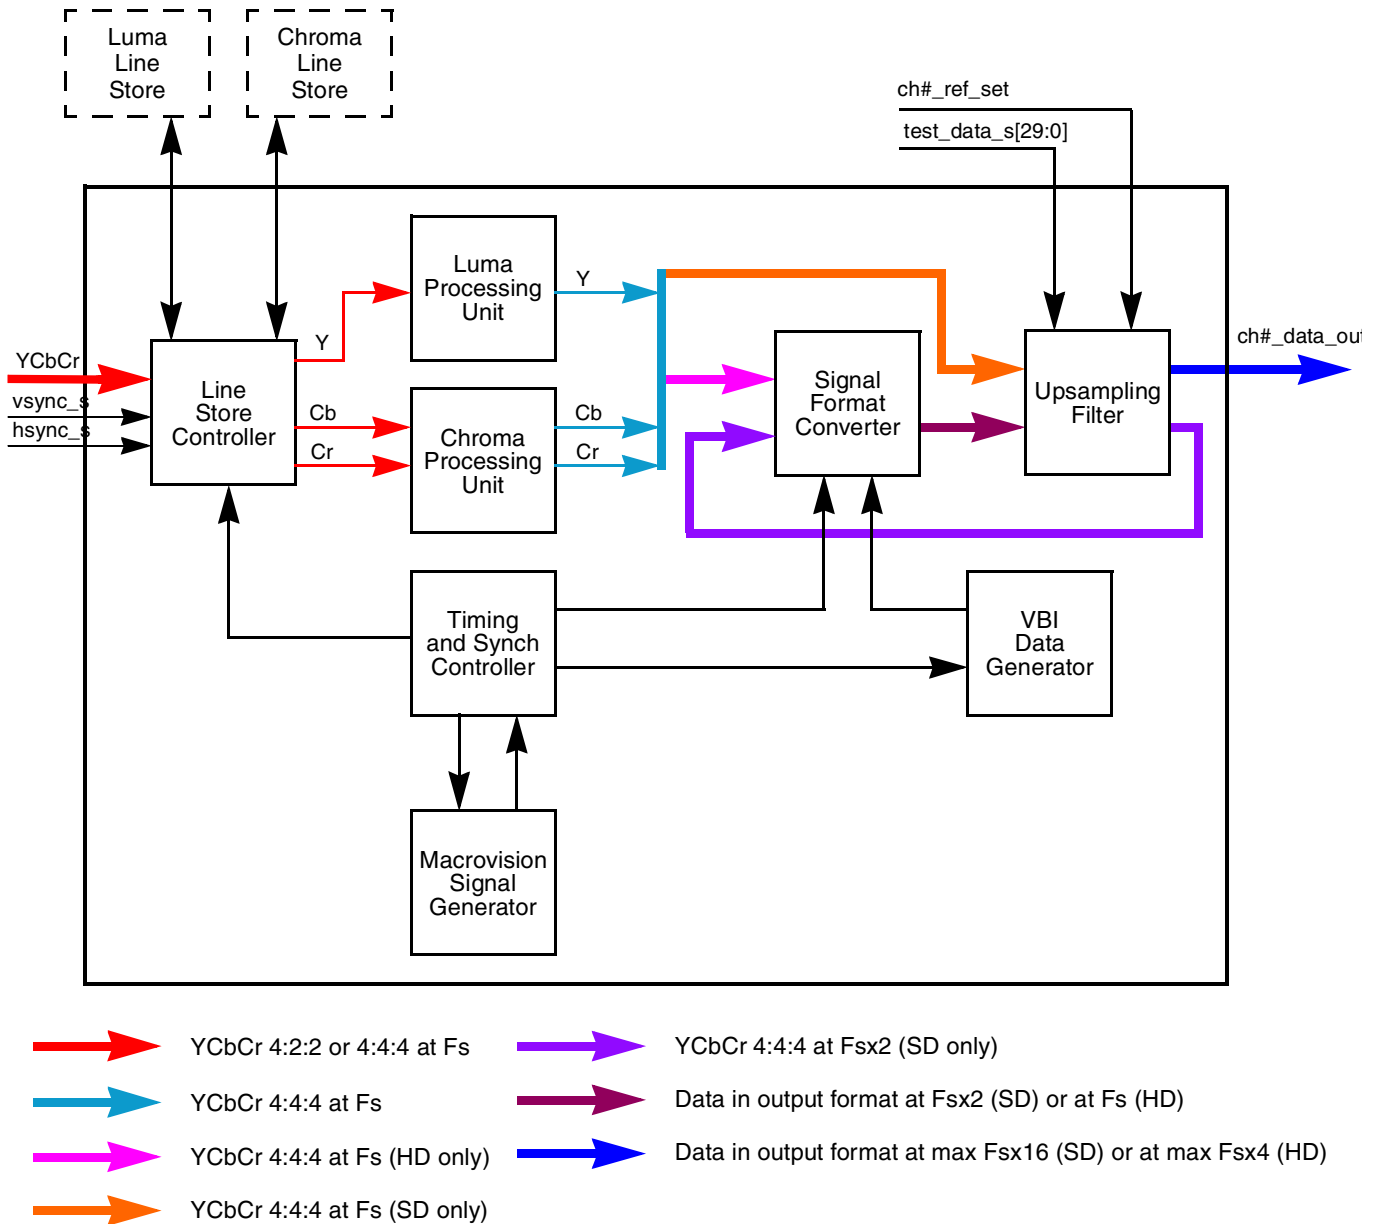 Luma
Line
Store
Chroma
Line
Store
ch#_ref_set
test_data_s[29:0]
Luma
Processing
Unit
Y
YCbCr
vsync_s
hsync_s
Line
Store
Controller
Y
Cb
Cr
Chroma
Processing
Unit
Cb
Cr
Signal
Format
Converter
Upsampling
Filter
ch#_data_out
Timing
and Synch
Controller
VBI
Data
Generator
Macrovision
Signal
Generator
YCbCr 4:2:2 or 4:4:4 at Fs
YCbCr 4:4:4 at Fs
YCbCr 4:4:4 at Fs (HD only)
YCbCr 4:4:4 at Fs (SD only)
YCbCr 4:4:4 at Fsx2 (SD only)
Data in output format at Fsx2 (SD) or at Fs (HD)
Data in output format at max Fsx16 (SD) or at max Fsx4 (HD)